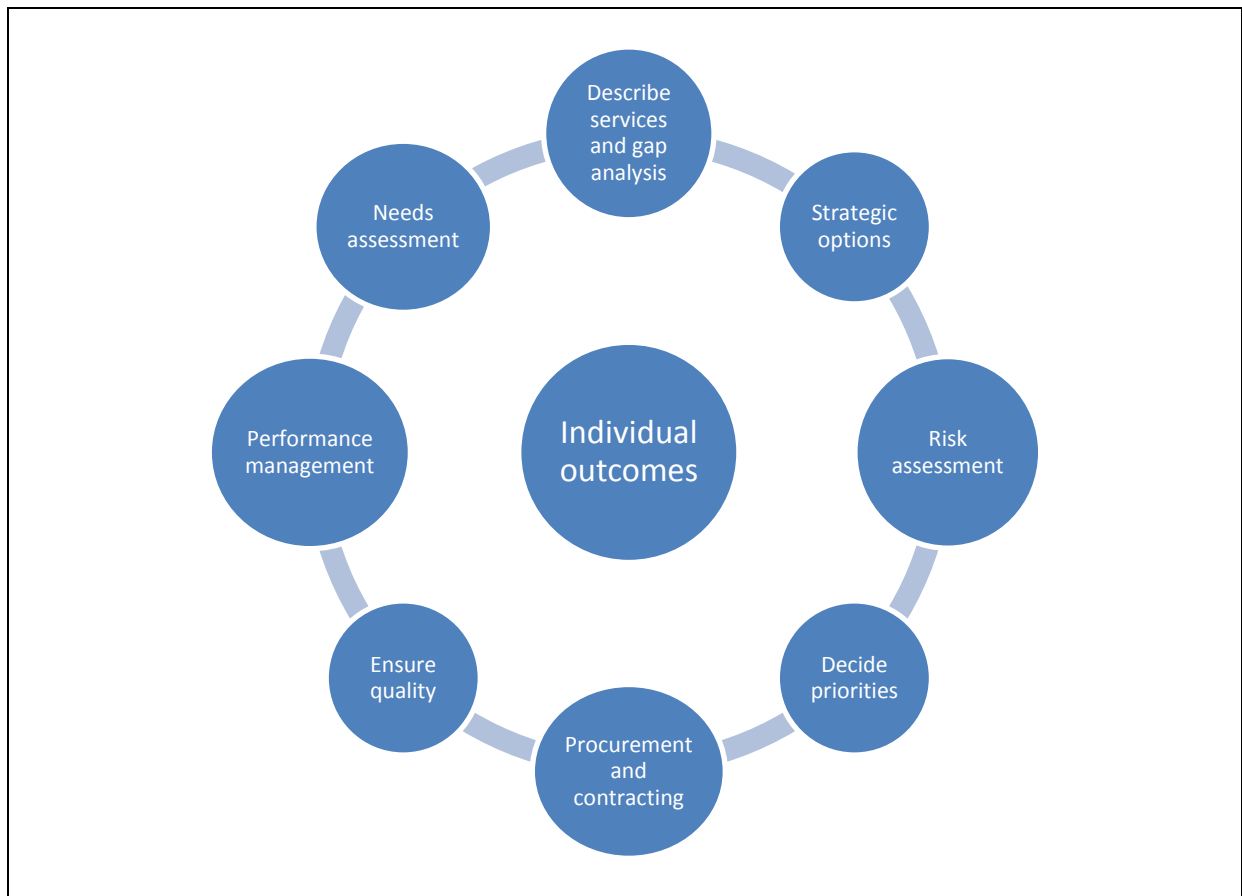 Describe
services
and gap
analysis
Strategic
options
Risk
assessment
Decide
priorities
Procurement
and
contracting
Ensure
quality
Performance
management
Needs
assessment
Individual
outcomes